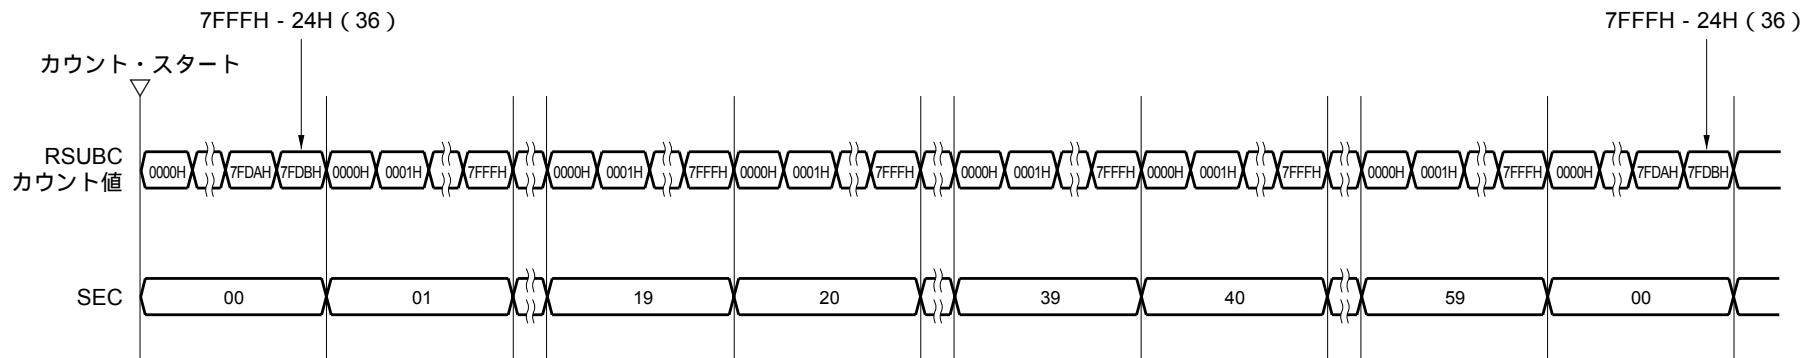 7FFFH - 24H ( 36 )
7FFFH - 24H ( 36 )
カウント・スタート
RSUBC
カウント値
0000H 7FDAH 7FDBH 0000H 0001H 7FFFH 0000H 0001H 7FFFH 0000H 0001H 7FFFH 0000H 0001H 7FFFH 0000H 0001H 7FFFH 0000H 0001H 7FFFH 0000H 7FDAH 7FDBH
SEC 00 01 19 20 39 40 59 00